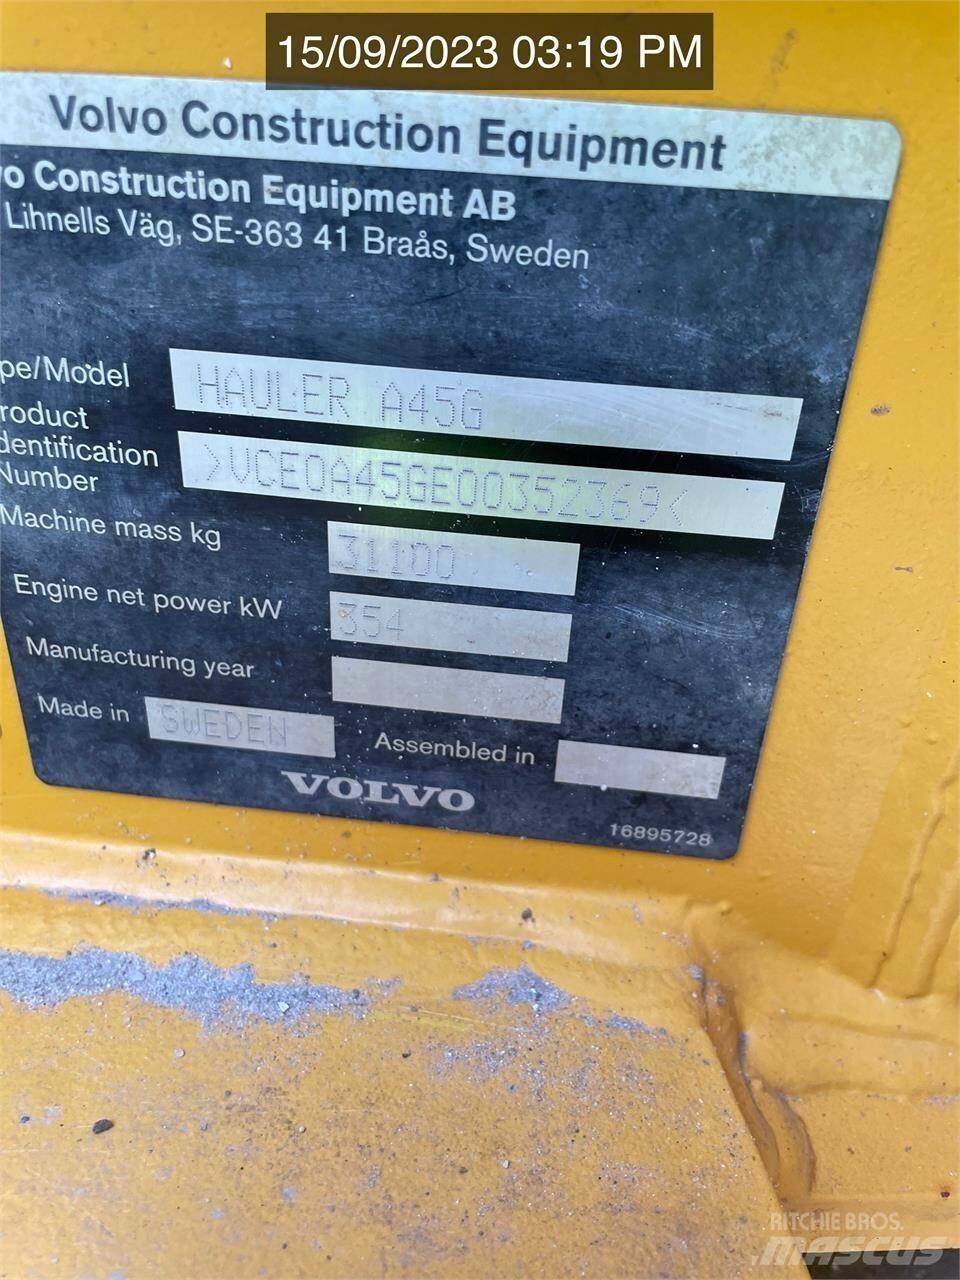 15/09/2023 03:19 PM
Volvo Construction Equipment
vo Construction Equipment AB
Lihnells Väg, SE-363 41 Braås, Sweden
pe/Model HAULER A45G
roduct
dentification
Number >VCE0A45GE00352369<
Machine mass kg 31100
Engine net power kW 354
Manufacturing year
Made in SWEDEN Assembled in
VOLVO
16895728
RITCHIE BROS.
MASCUS